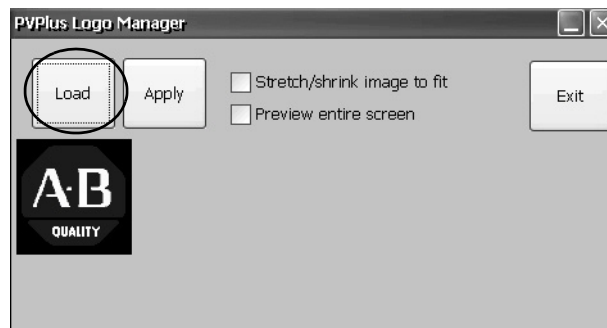 PVPlus Logo Manager
Load
Apply
Stretch/shrink image to fit
Preview entire screen
Exit
A·B
QUALITY